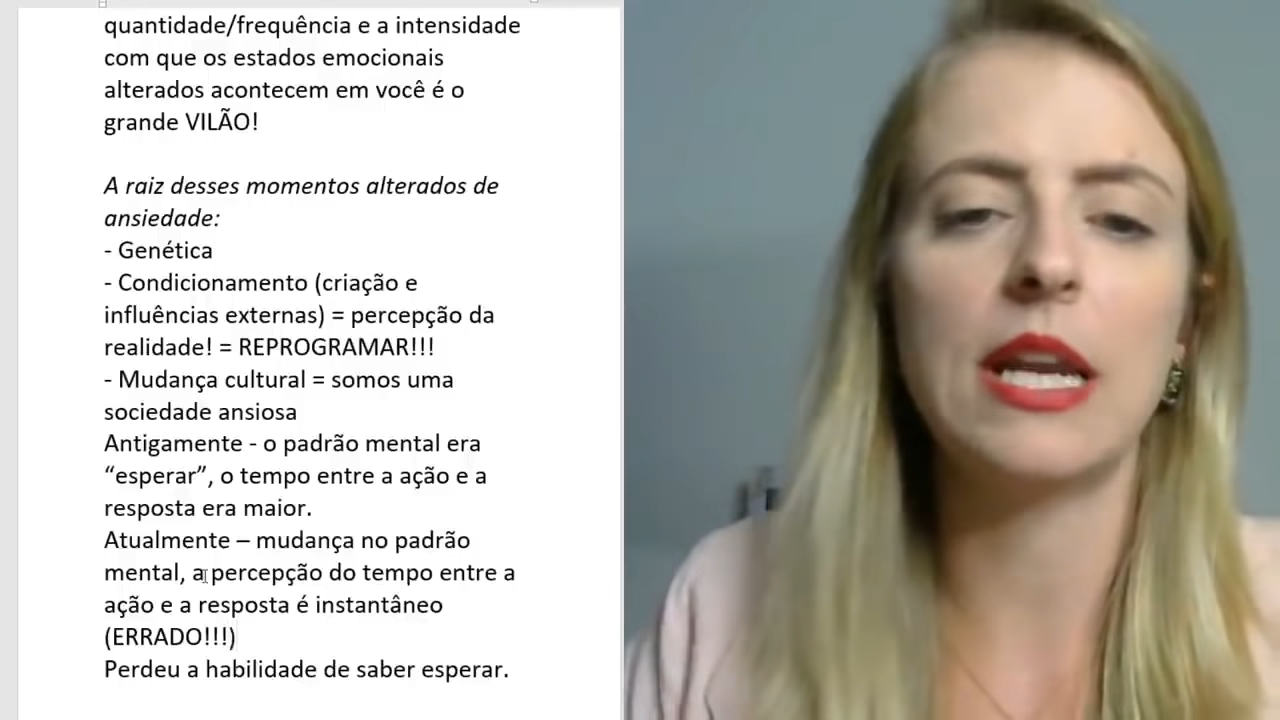 quantidade/frequência e a intensidade
com que os estados emocionais
alterados acontecem em você é o
grande VILÃO!
A raiz desses momentos alterados de
ansiedade:
- Genética
- Condicionamento (criação e
influências externas) = percepção da
realidade! = REPROGRAMAR!!!
- Mudança cultural = somos uma
sociedade ansiosa
Antigamente - o padrão mental era
“esperar”, o tempo entre a ação e a
resposta era maior.
Atualmente – mudança no padrão
mental, a percepção do tempo entre a
ação e a resposta é instantâneo
(ERRADO!!!)
Perdeu a habilidade de saber esperar.